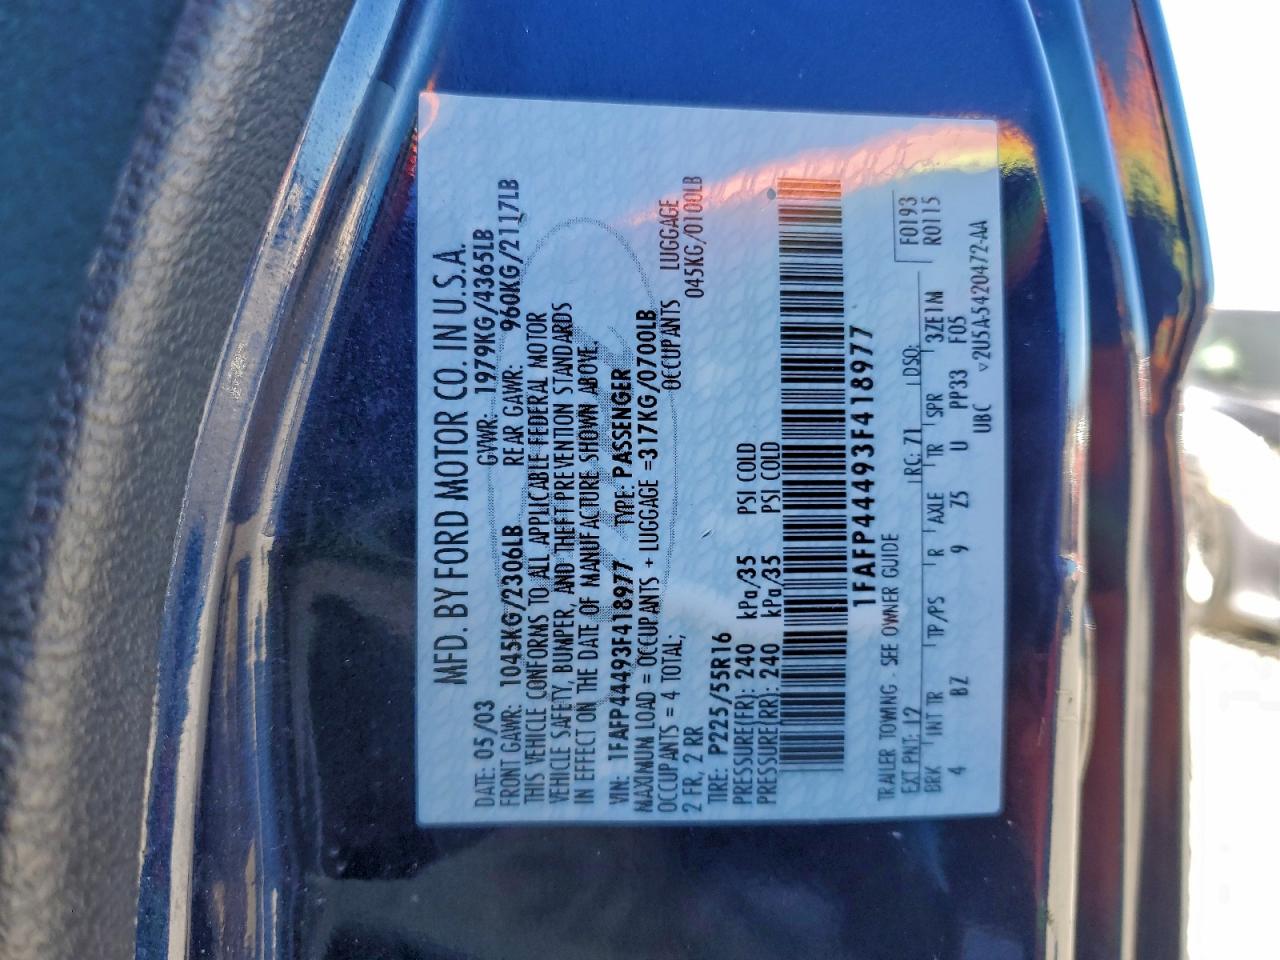 MFD. BY FORD MOTOR CO. IN U.S.A.
DATE: 05/03 GVWR: 1979KG/4365LB
FRONT GAWR: 1045KG/2306LB REAR GAWR: 960KG/2117LB
THIS VEHICLE CONFORMS TO ALL APPLICABLE FEDERAL MOTOR
VEHICLE SAFETY, BUMPER, AND THEFT PREVENTION STANDARDS
IN EFFECT ON THE DATE OF MANUFACTURE SHOWN ABOVE.
VIN: 1FAFP44493F418977 TYPE: PASSENGER
MAXIMUM LOAD = OCCUPANTS + LUGGAGE =317KG/0700LB
OCCUPANTS = 4 TOTAL; OCCUPANTS LUGGAGE
2 FR, 2 RR 045KG/0100LB
TIRE: P225/55R16
PRESSURE(FR): 240 kPa/35 PSI COLD
PRESSURE(RR): 240 kPa/35 PSI COLD
1FAFP44493F418977
TRAILER TOWING - SEE OWNER GUIDE F0193
EXT PNT: 12 RC: 71 DSO: R0115
BRK INT TR TP/PS R AXLE TR SPR 3ZE1M
4 BZ 9 Z5 U PP33 F05
UBC v2U5A-5420472-AA